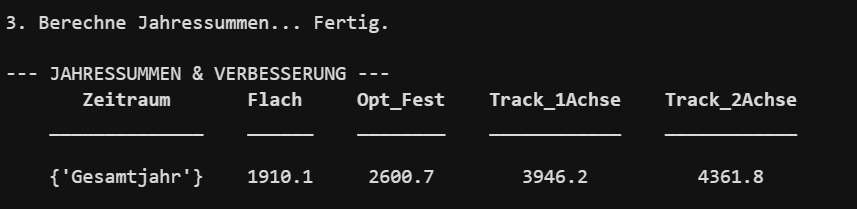 3. Berechne Jahressummen... Fertig.
--- JAHRESSUMMEN & VERBESSERUNG ---
Zeitraum Flach Opt_Fest Track_1Achse Track_2Achse
______________ ______ ________ ____________ ____________
{'Gesamtjahr'} 1910.1 2600.7 3946.2 4361.8